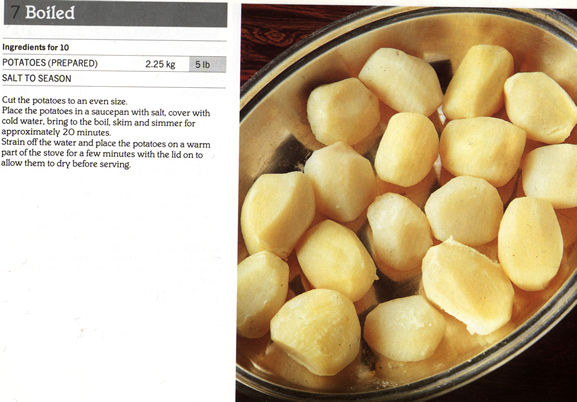 7 Boiled
Ingredients for 10
POTATOES (PREPARED) 2.25 kg 5 lb
SALT TO SEASON
Cut the potatoes to an even size.
Place the potatoes in a saucepan with salt, cover with
cold water, bring to the boil, skim and simmer for
approximately 20 minutes.
Strain off the water and place the potatoes on a warm
part of the stove for a few minutes with the lid on to
allow them to dry before serving.